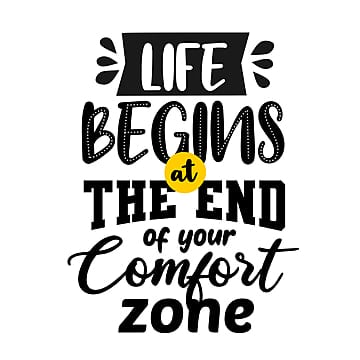 LIFE
BEGINS
at
THE END
of your
Comfort
zone